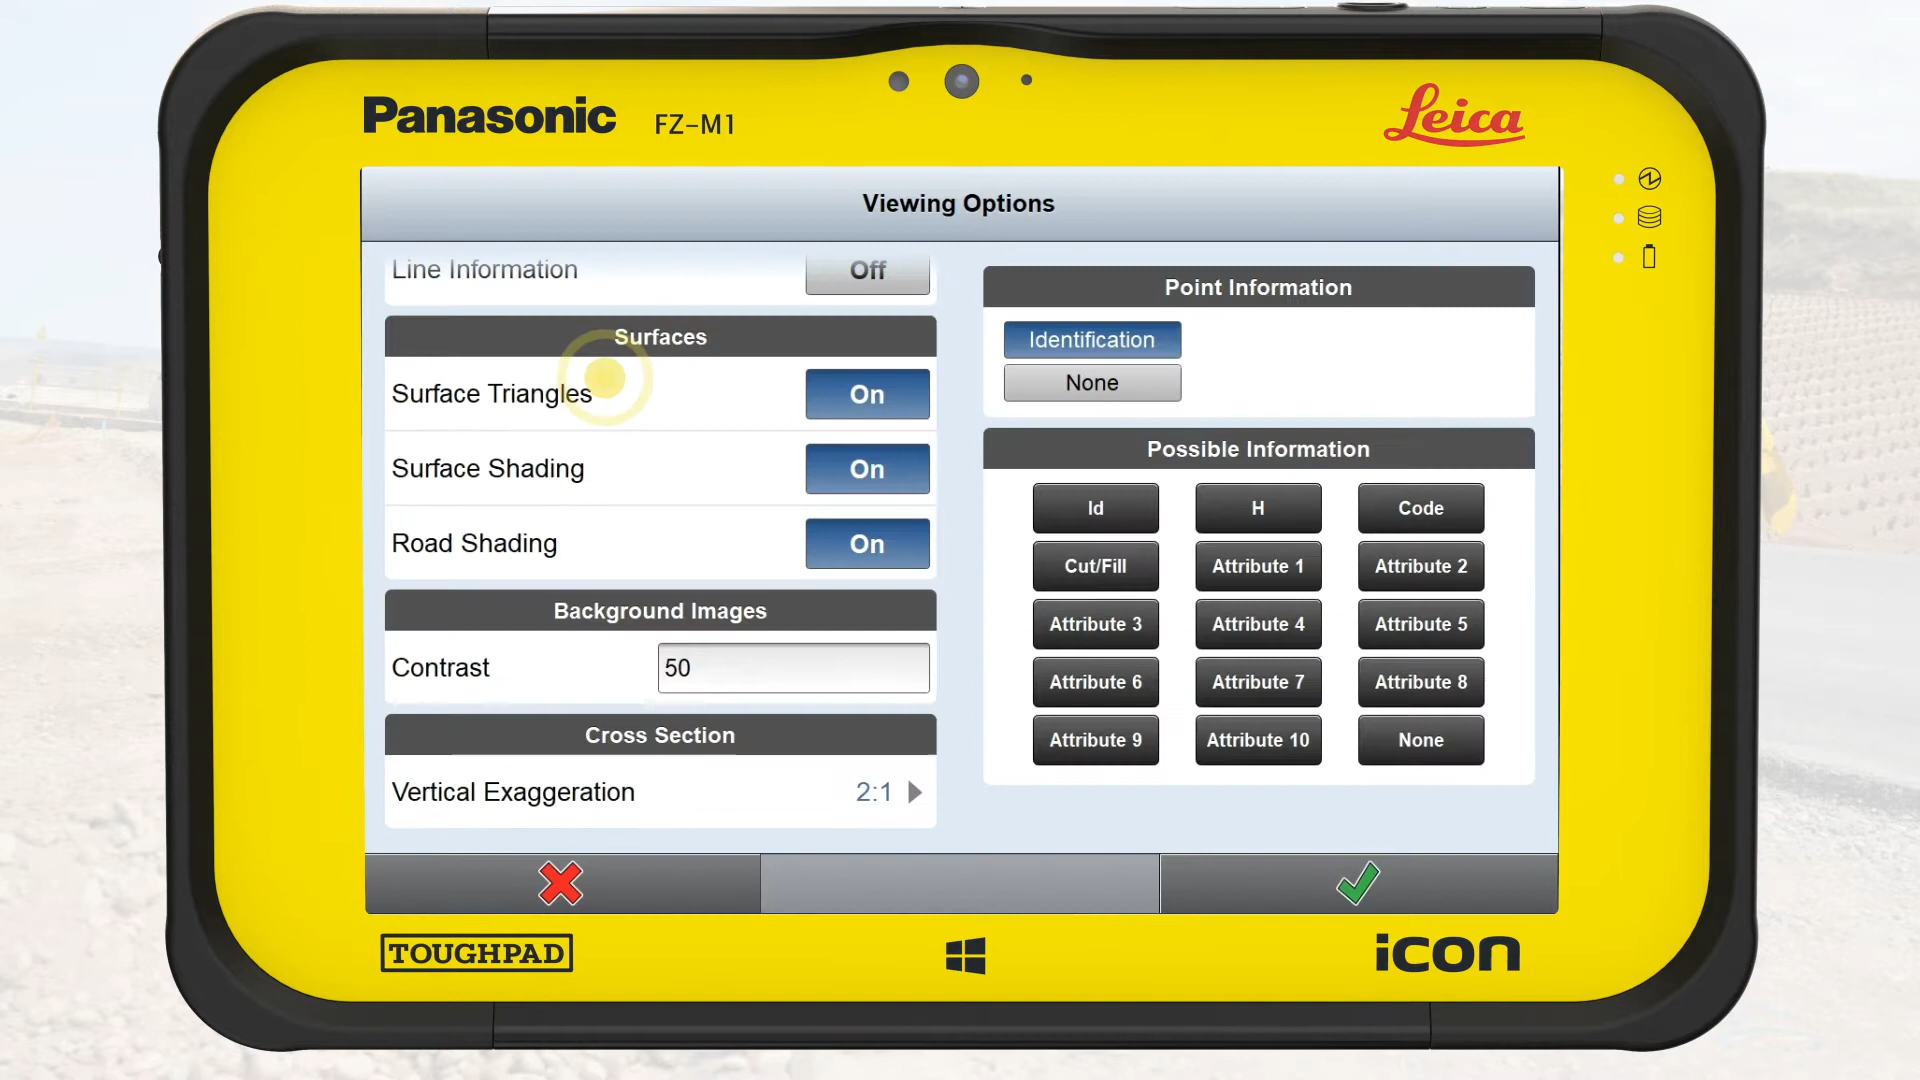 Panasonic FZ-M1
Leica
Viewing Options
Line Information Off
Surfaces
Surface Triangles On
Surface Shading On
Road Shading On
Background Images
Contrast 50
Cross Section
Vertical Exaggeration 2:1
Point Information
Identification
None
Possible Information
Id H Code
Cut/Fill Attribute 1 Attribute 2
Attribute 3 Attribute 4 Attribute 5
Attribute 6 Attribute 7 Attribute 8
Attribute 9 Attribute 10 None
TOUGHPAD
iCON